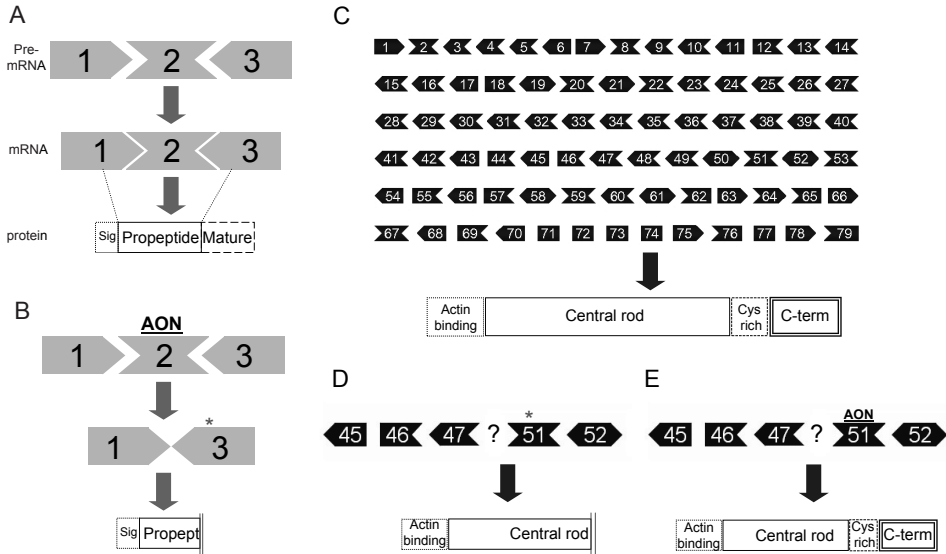 A
Pre-
mRNA
1 2 3
mRNA
1 2 3
protein
Sig Propeptide Mature
B
AON
1 2 3
*
1 3
Sig Propept
C
1 2 3 4 5 6 7 8 9 10 11 12 13 14
15 16 17 18 19 20 21 22 23 24 25 26 27
28 29 30 31 32 33 34 35 36 37 38 39 40
41 42 43 44 45 46 47 48 49 50 51 52 53
54 55 56 57 58 59 60 61 62 63 64 65 66
67 68 69 70 71 72 73 74 75 76 77 78 79
Actin
binding
Central rod
Cys
rich
C-term
D
*
45 46 47 ? 51 52
Actin
binding
Central rod
E
AON
45 46 47 ? 51 52
Actin
binding
Central rod
Cys
rich
C-term